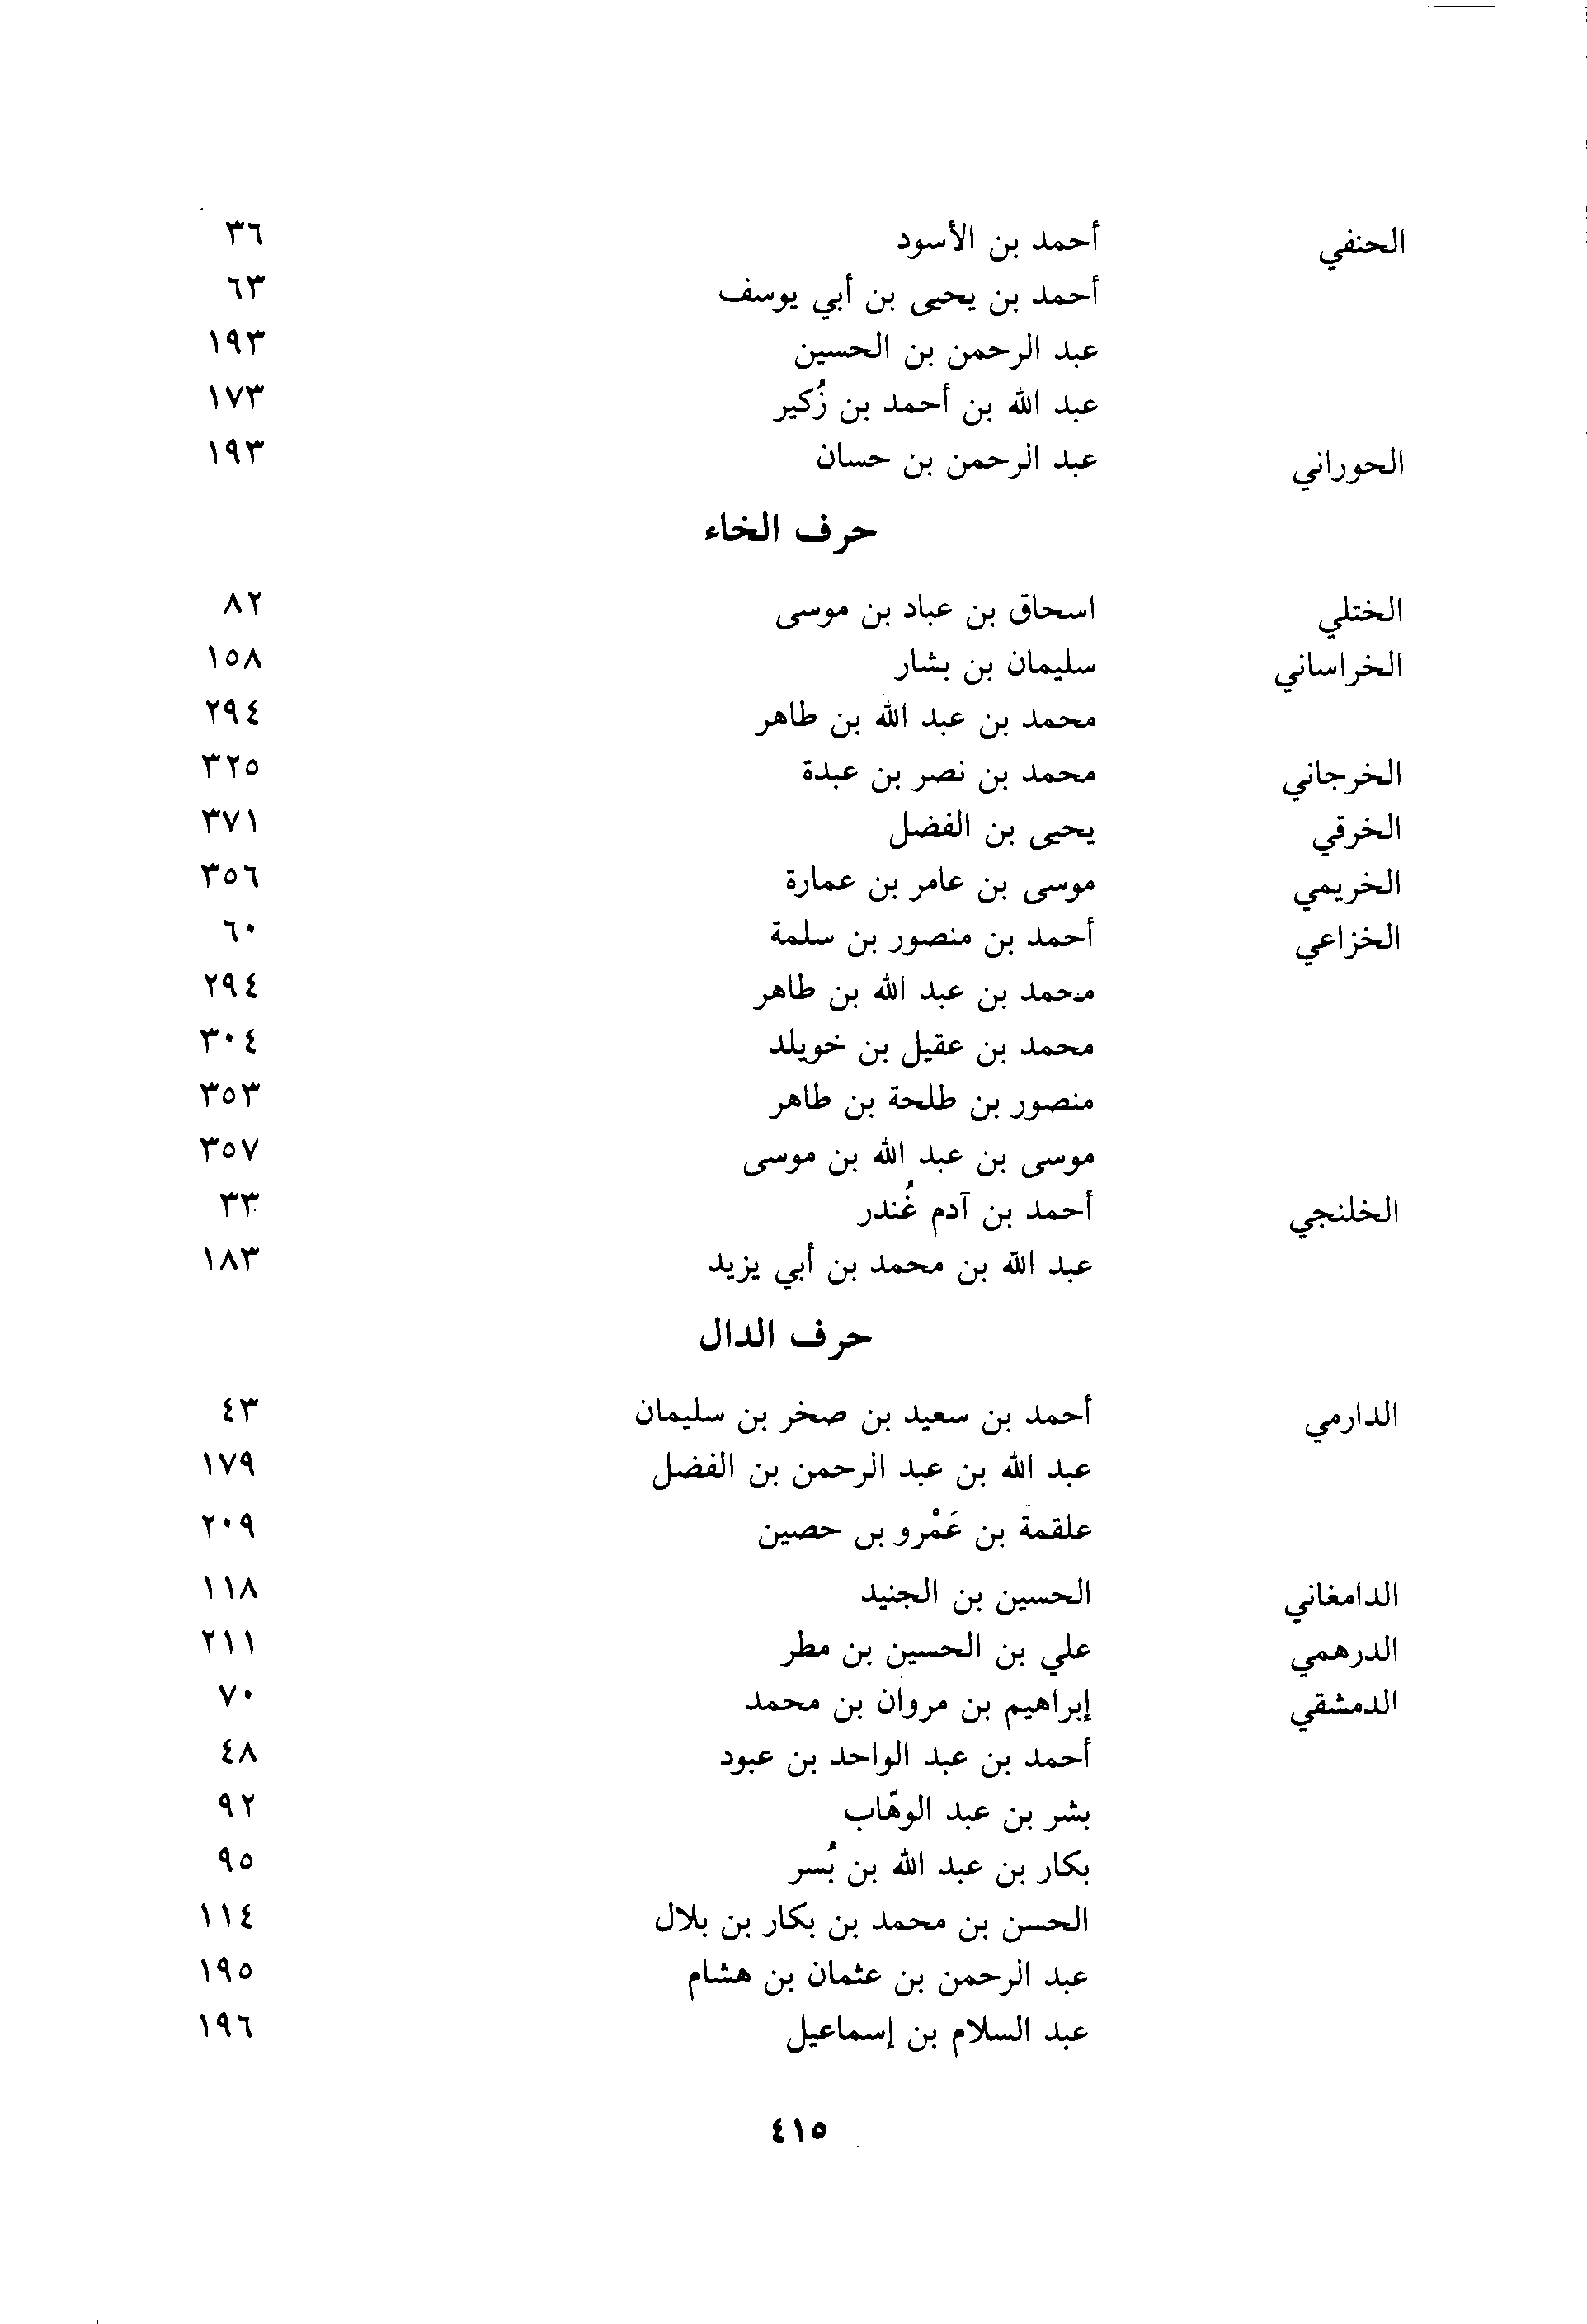 الحنفي أحمد بن الأسود ٣٦
أحمد بن يحيى بن أبي يوسف ٦٣
عبد الرحمن بن الحسين ١٩٣
عبد الله بن أحمد بن زُكير ١٧٣
الحوراني عبد الرحمن بن حسان ١٩٣
حرف الخاء
الختلي اسحاق بن عباد بن موسى ٨٢
الخراساني سليمان بن بشار ١٥٨
محمد بن عبد الله بن طاهر ٢٩٤
الخرجاني محمد بن نصر بن عبدة ٣٢٥
الخرقي يحيى بن الفضل ٣٧١
الخريمي موسى بن عامر بن عمارة ٣٥٦
الخزاعي أحمد بن منصور بن سلمة ٦٠
محمد بن عبد الله بن طاهر ٢٩٤
محمد بن عقيل بن خويلد ٣٠٤
منصور بن طلحة بن طاهر ٣٥٣
موسى بن عبد الله بن موسى ٣٥٧
الخلنجي أحمد بن آدم غُندر ٣٣
عبد الله بن محمد بن أبي يزيد ١٨٣
حرف الدال
الدارمي أحمد بن سعيد بن صخر بن سليمان ٤٣
عبد الله بن عبد الرحمن بن الفضل ١٧٩
علقمة بن عَمْرو بن حصين ٢٠٩
الدامغاني الحسين بن الجنيد ١١٨
الدرهمي علي بن الحسين بن مطر ٢١١
الدمشقي إبراهيم بن مروان بن محمد ٧٠
أحمد بن عبد الواحد بن عبود ٤٨
بشر بن عبد الوهّاب ٩٢
بكار بن عبد الله بن بُسر ٩٥
الحسن بن محمد بن بكار بن بلال ١١٤
عبد الرحمن بن عثمان بن هشام ١٩٥
عبد السلام بن إسماعيل ١٩٦
٤١٥